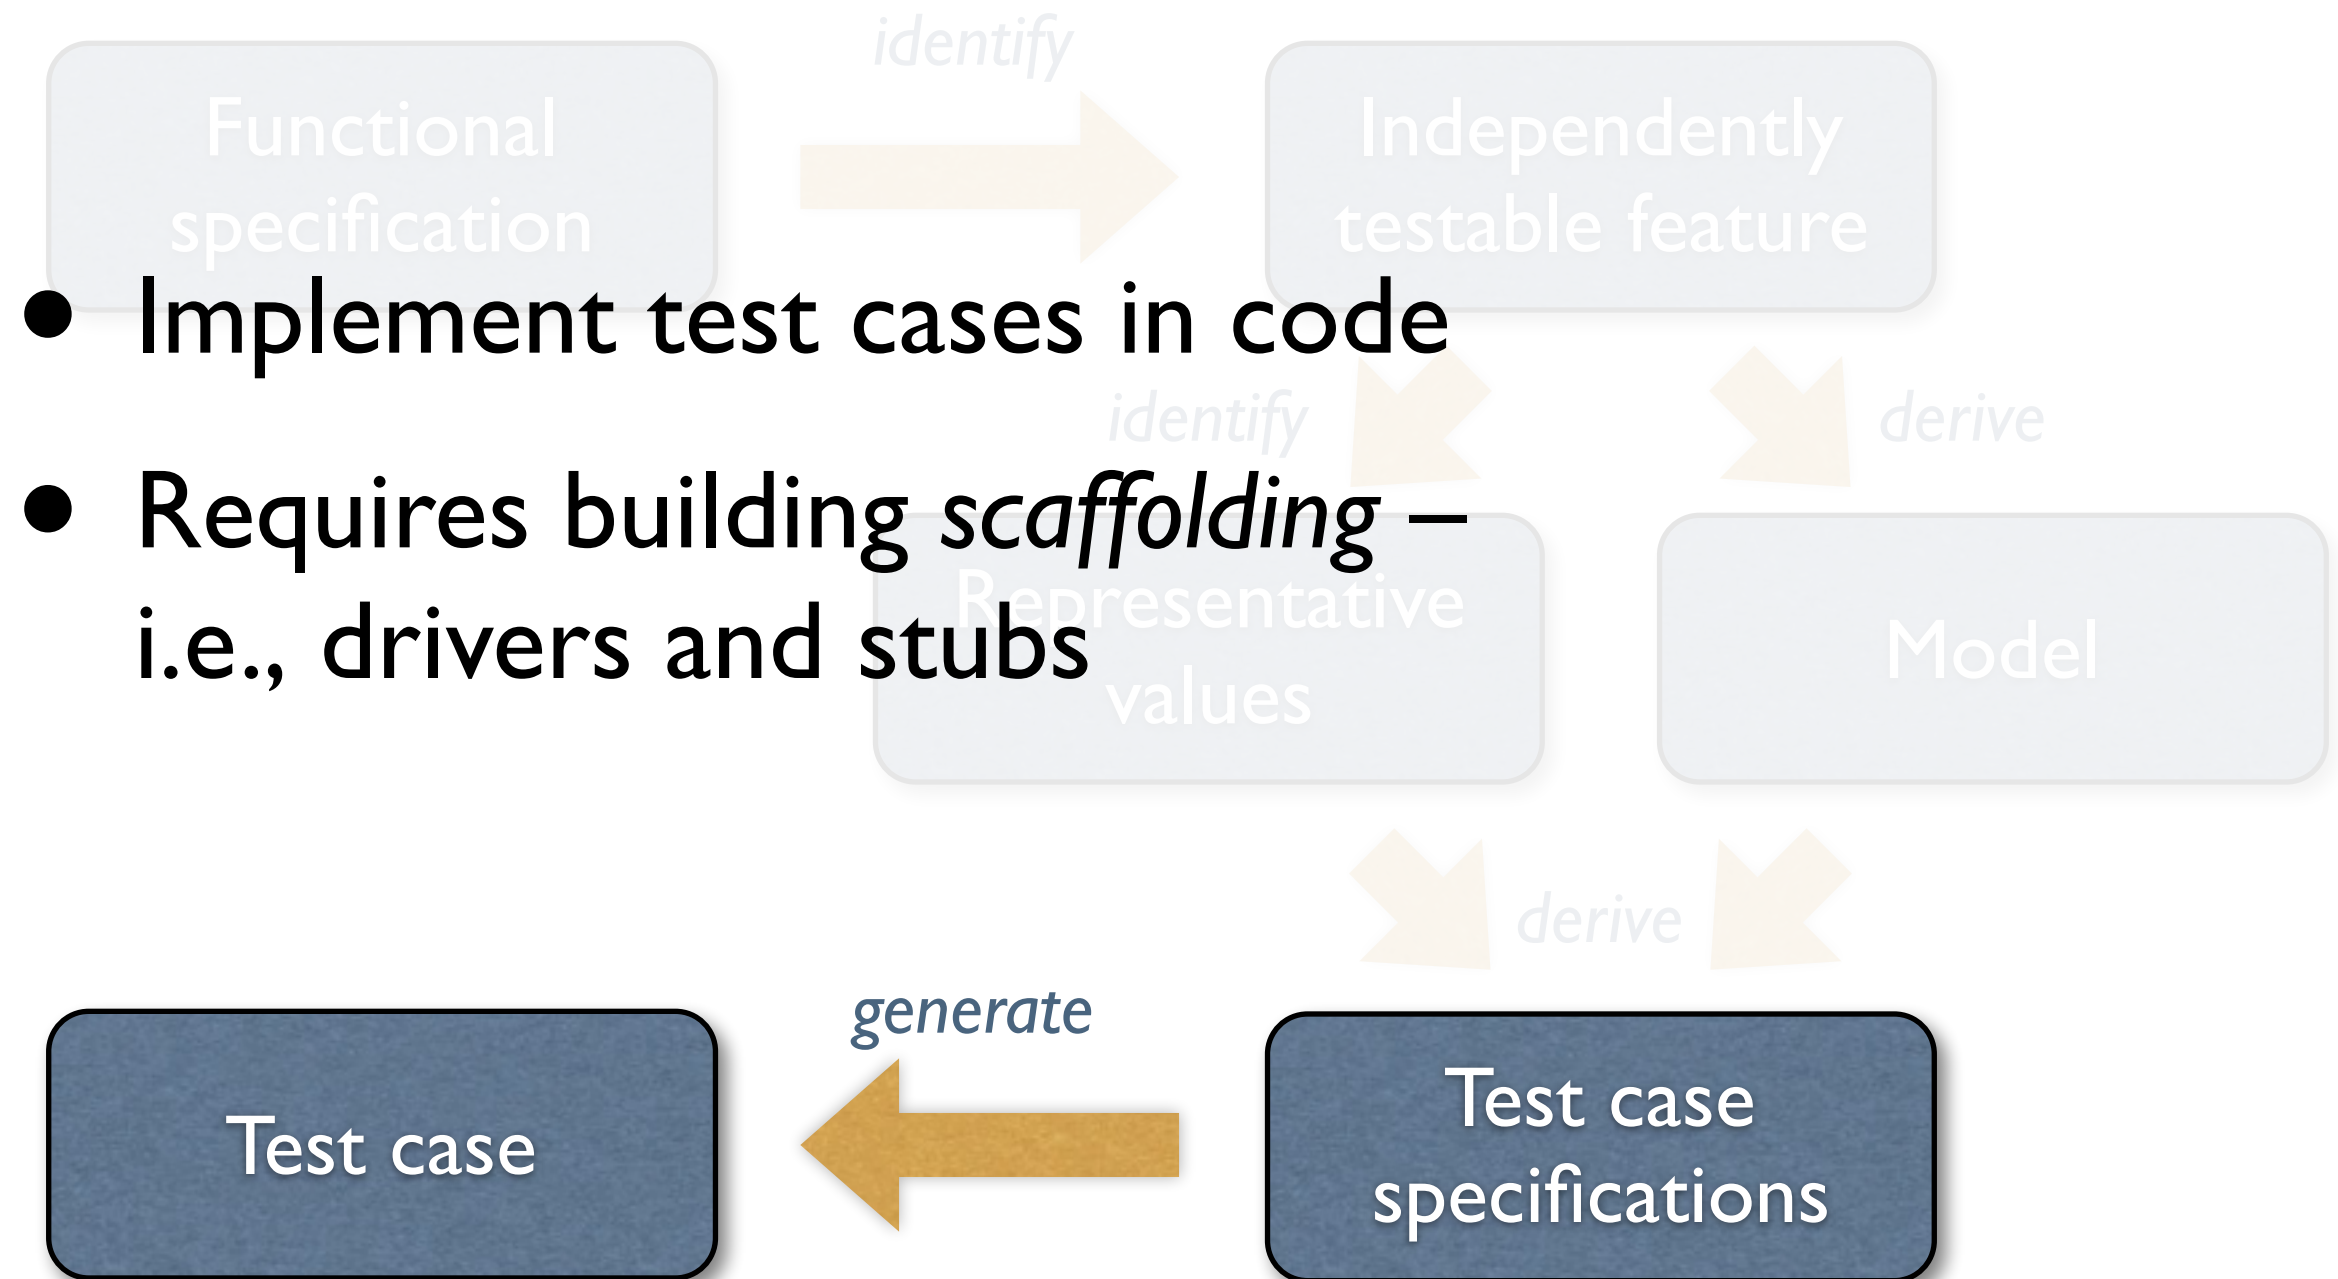 identify
Functional
specification
Independently
testable feature
• Implement test cases in code
identify
derive
• Requires building scaffolding –
i.e., drivers and stubs
Representative
values
Model
derive
generate
Test case
Test case
specifications